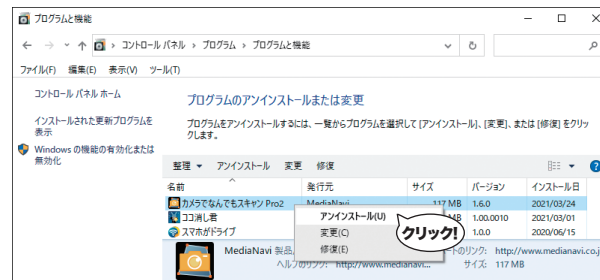 プログラムと機能
コントロール パネル › プログラム › プログラムと機能
ファイル(F) 編集(E) 表示(V) ツール(T)
コントロール パネル ホーム
インストールされた更新プログラムを
表示
Windows の機能の有効化または
無効化
プログラムのアンインストールまたは変更
プログラムをアンインストールするには、一覧からプログラムを選択して [アンインストール]、[変更]、または [修復] をクリッ
クします。
整理 アンインストール 変更 修復
名前 発行元 サイズ バージョン インストール日
カメラでなんでもスキャン Pro2 MediaNavi 117 MB 1.6.0 2021/03/24
ココ消し君 MB 1.00.0010 2021/03/01
スマホがドライブ 1.0.0 2020/06/15
アンインストール(U)
変更(C)
修復(E)
クリック!
MediaNavi 製品 トのリンク: http://www.medianavi.co.j
ヘルプのリンク: http://www.medianavi... サイズ: 117 MB